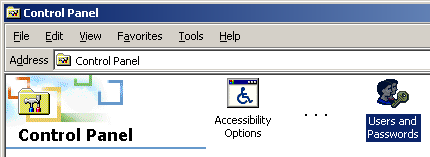 Control Panel
File Edit View Favorites Tools Help
Address Control Panel
Control Panel
Accessibility
Options
. . .
Users and
Passwords